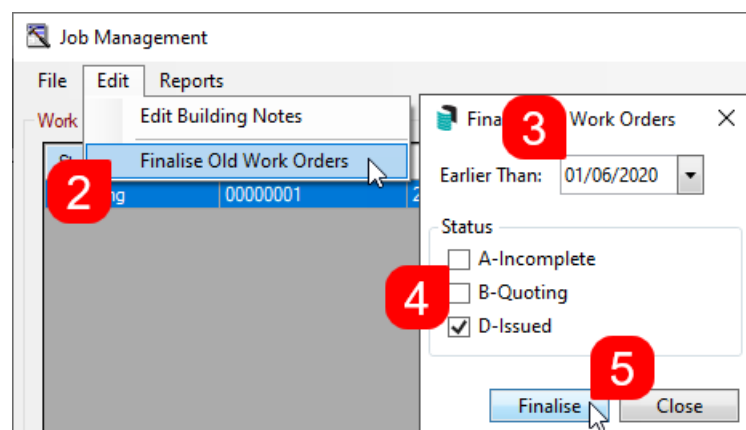 Job Management
File Edit Reports
Work
Edit Building Notes
Finalise Old Work Orders
2
00000001
3
Work Orders
Earlier Than: 01/06/2020
Status
A-Incomplete
4
B-Quoting
D-Issued
5
Finalise Close